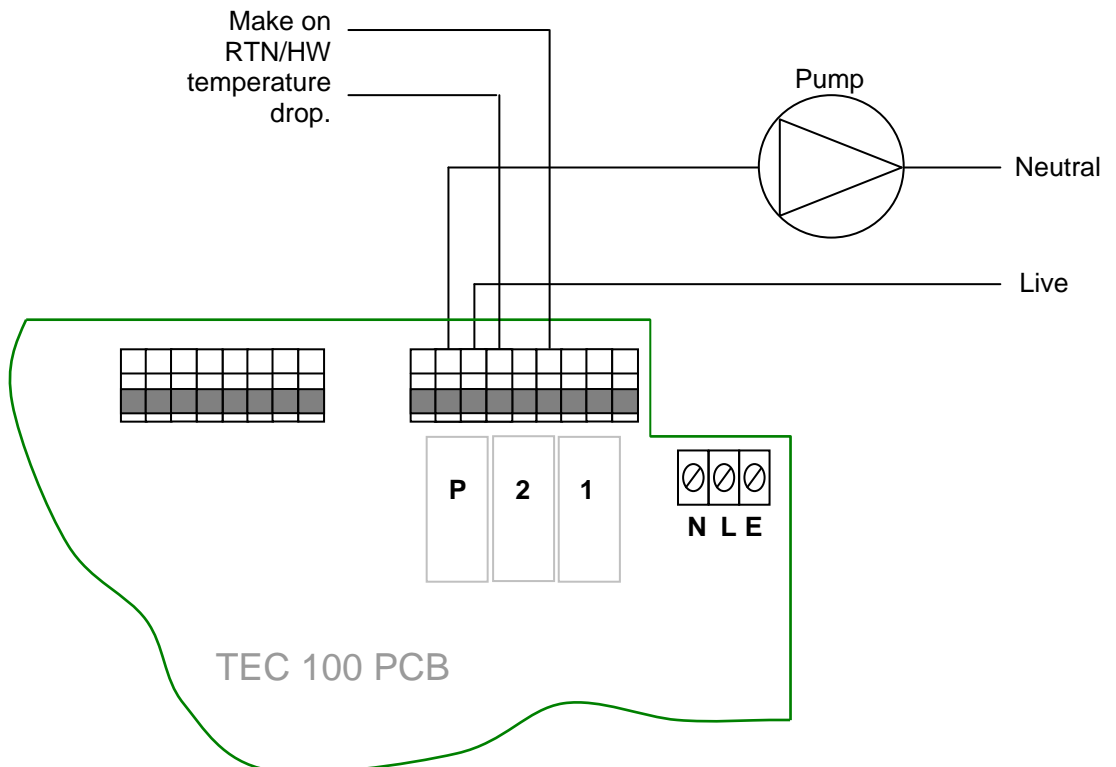 Make on
RTN/HW
temperature
drop.
Pump
Neutral
Live
P 2 1
N L E
TEC 100 PCB